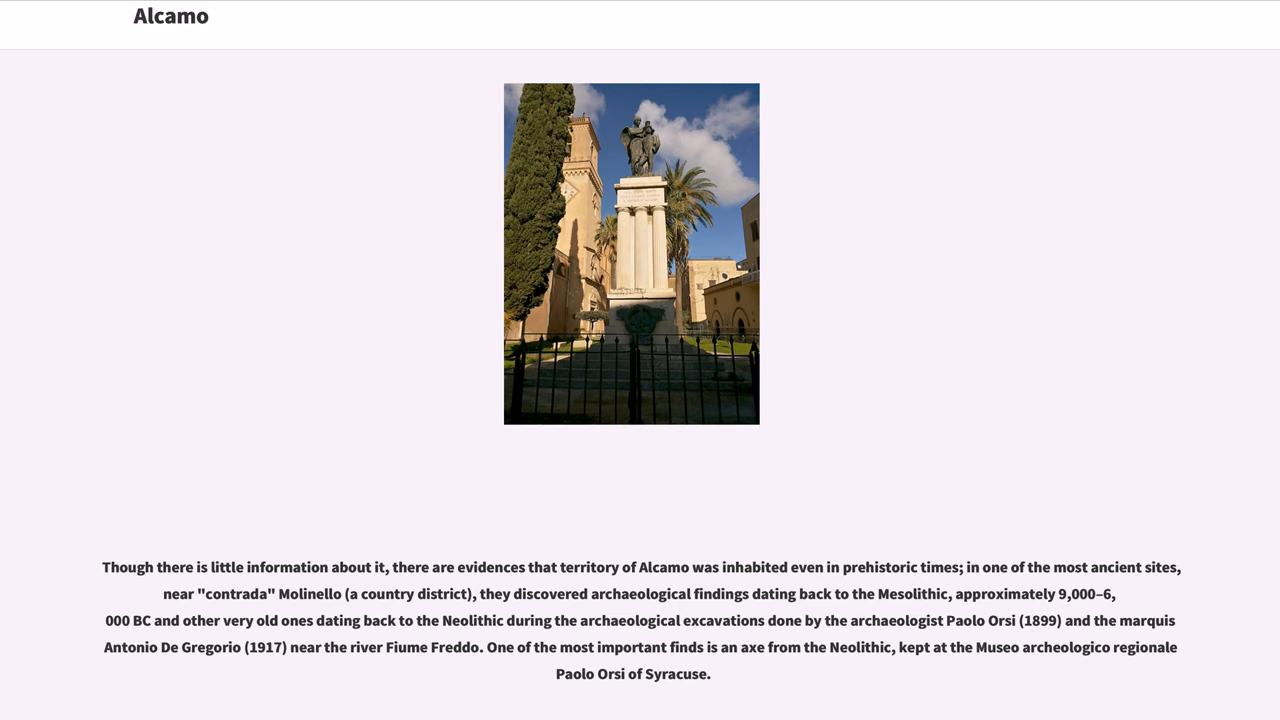 Alcamo
Though there is little information about it, there are evidences that territory of Alcamo was inhabited even in prehistoric times; in one of the most ancient sites,
near "contrada" Molinello (a country district), they discovered archaeological findings dating back to the Mesolithic, approximately 9,000–6,
000 BC and other very old ones dating back to the Neolithic during the archaeological excavations done by the archaeologist Paolo Orsi (1899) and the marquis
Antonio De Gregorio (1917) near the river Fiume Freddo. One of the most important finds is an axe from the Neolithic, kept at the Museo archeologico regionale
Paolo Orsi of Syracuse.